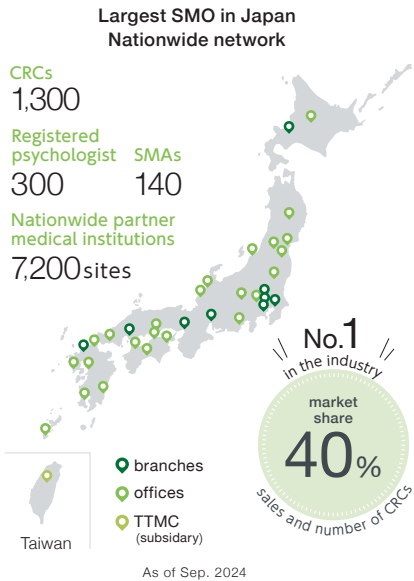 Largest SMO in Japan
Nationwide network
CRCs
1,300
Registered
psychologist
300
SMAs
140
Nationwide partner
medical institutions
7,200 sites
No.1
in the industry
market
share
40%
sales and number of CRCs
branches
offices
TTMC
(subsidary)
Taiwan
As of Sep. 2024